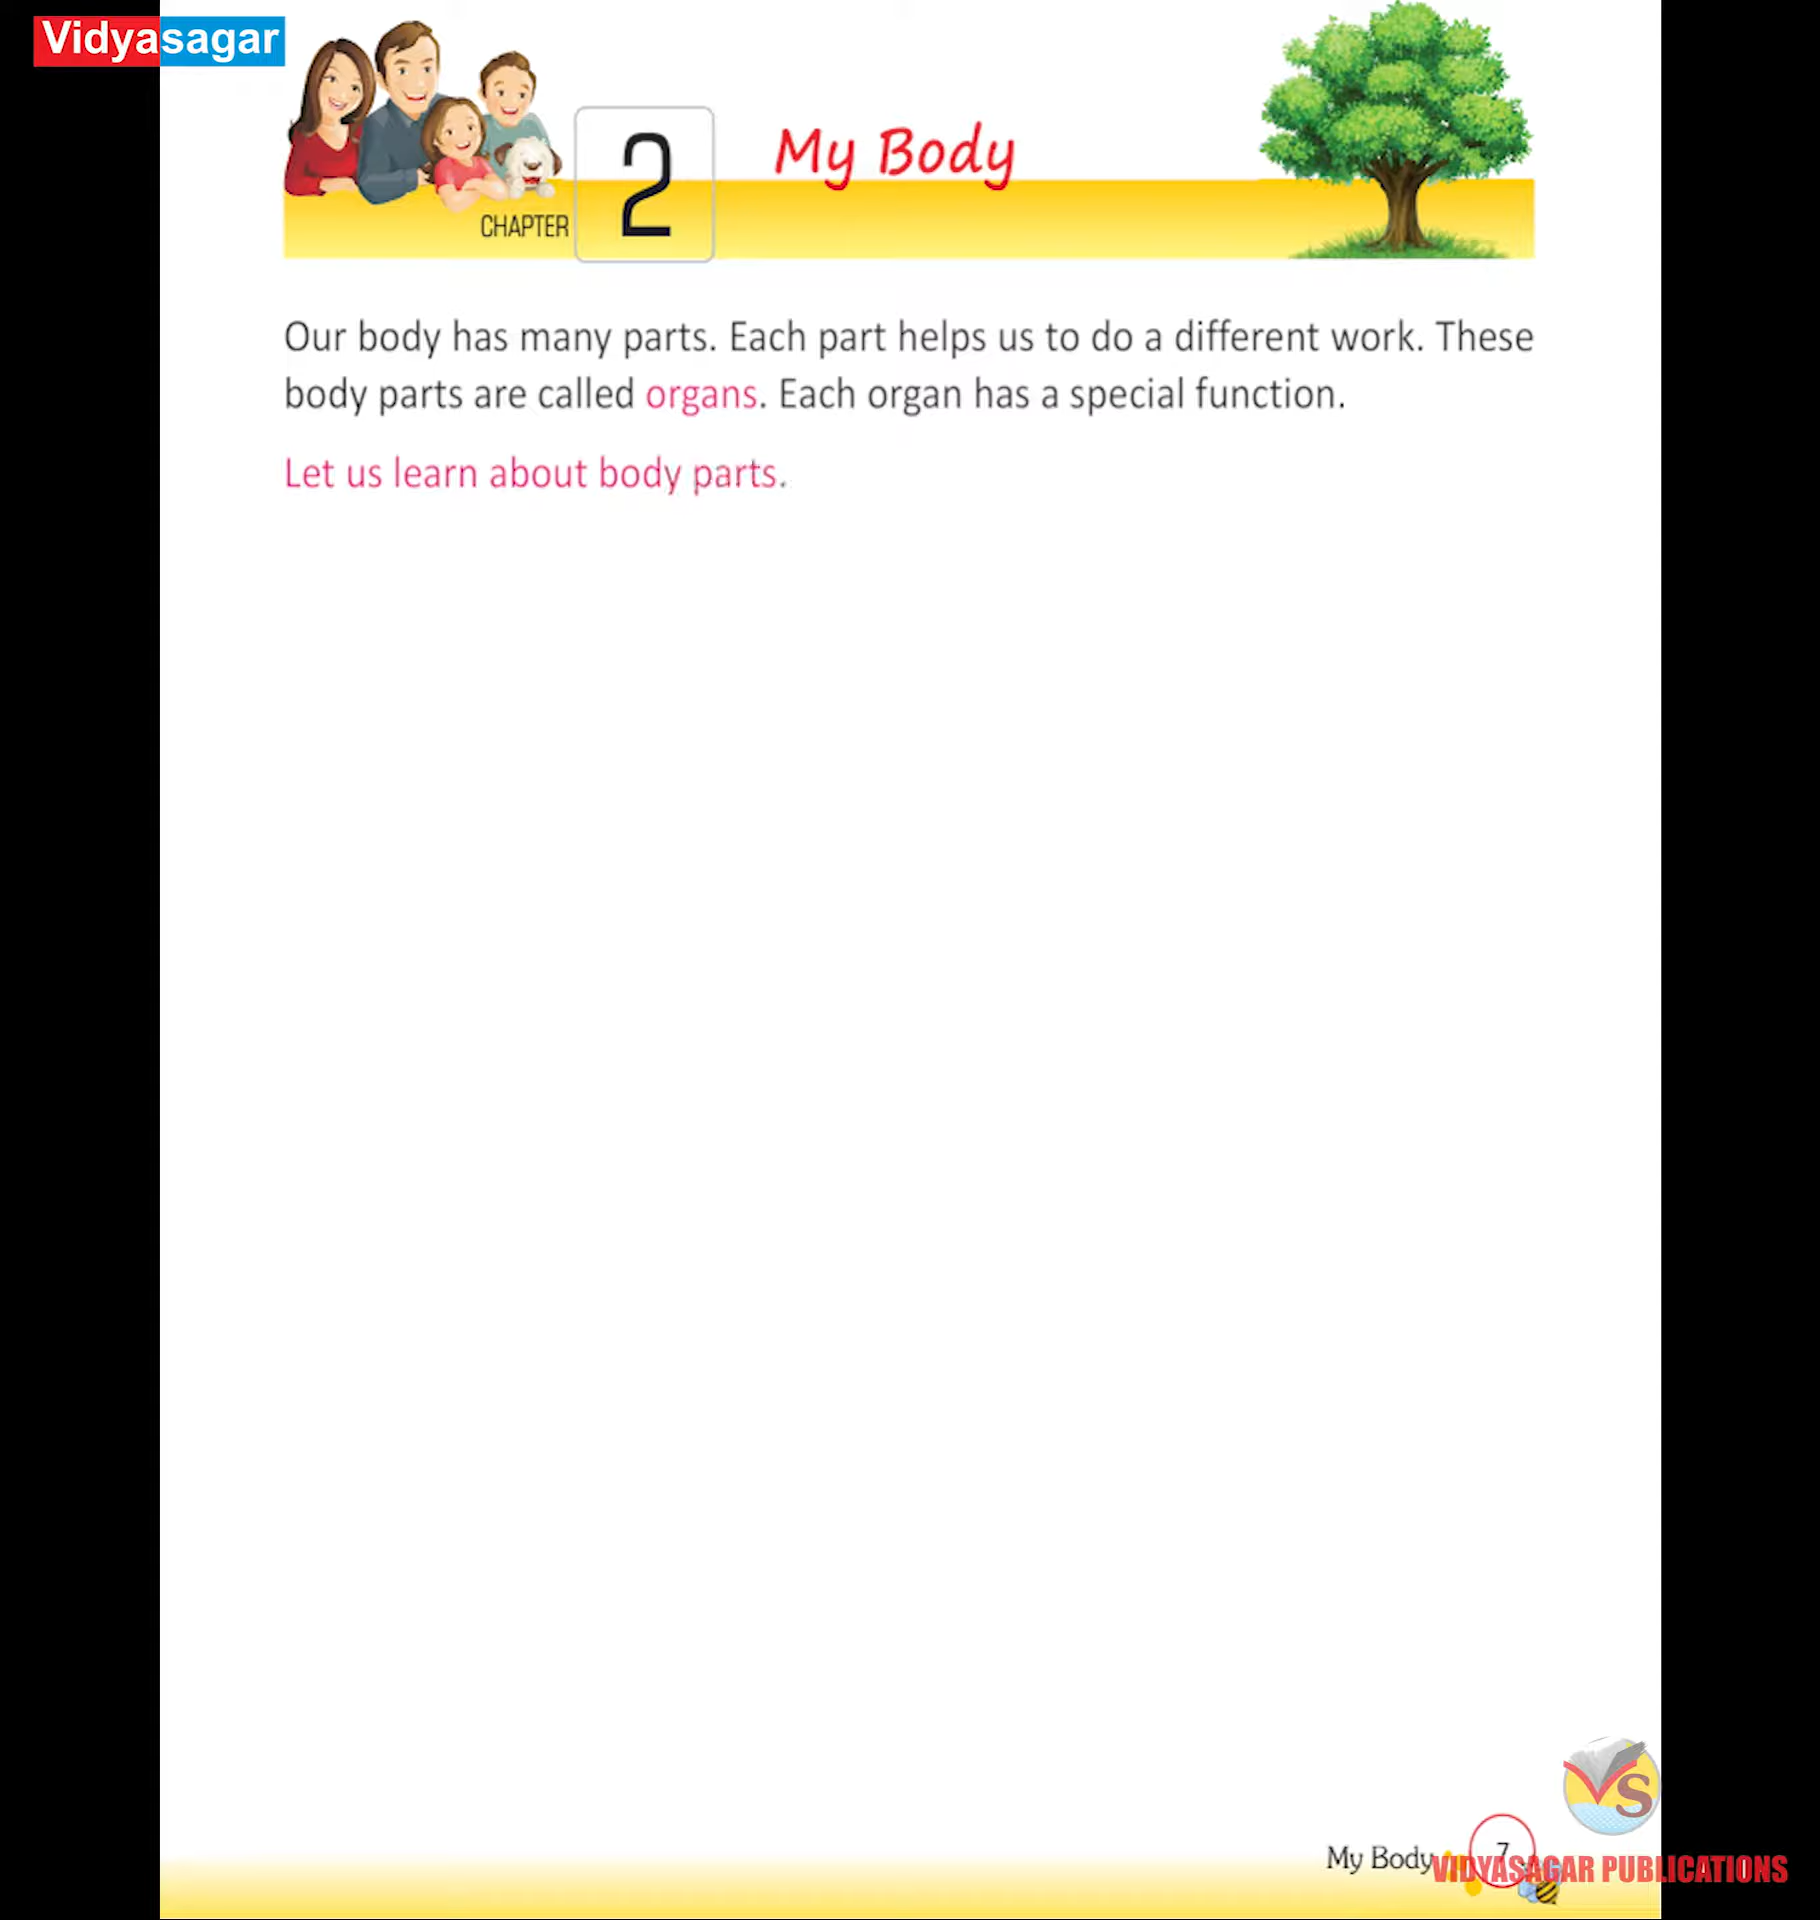 Vidyasagar
CHAPTER
2
My Body
Our body has many parts. Each part helps us to do a different work. These
body parts are called organs. Each organ has a special function.
Let us learn about body parts.
VS
My Body
7
VIDYASAGAR PUBLICATIONS